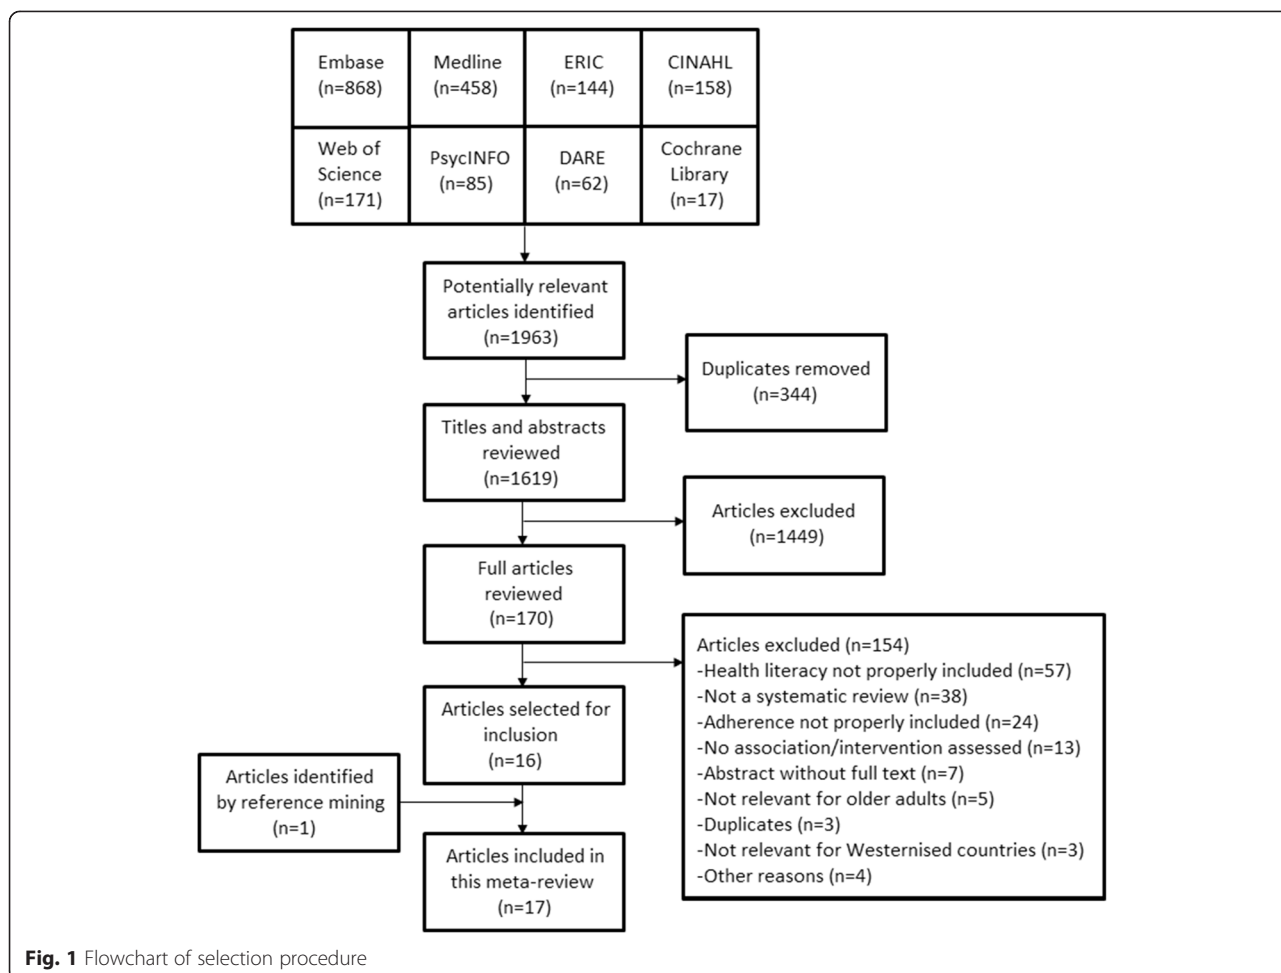 Embase
(n=868)
Medline
(n=458)
ERIC
(n=144)
CINAHL
(n=158)
Web of
Science
(n=171)
PsycINFO
(n=85)
DARE
(n=62)
Cochrane
Library
(n=17)
Potentially relevant
articles identified
(n=1963)
Duplicates removed
(n=344)
Titles and abstracts
reviewed
(n=1619)
Articles excluded
(n=1449)
Full articles
reviewed
(n=170)
Articles excluded (n=154)
-Health literacy not properly included (n=57)
-Not a systematic review (n=38)
-Adherence not properly included (n=24)
-No association/intervention assessed (n=13)
-Abstract without full text (n=7)
-Not relevant for older adults (n=5)
-Duplicates (n=3)
-Not relevant for Westernised countries (n=3)
-Other reasons (n=4)
Articles selected for
inclusion
(n=16)
Articles identified
by reference mining
(n=1)
Articles included in
this meta-review
(n=17)
Fig. 1 Flowchart of selection procedure